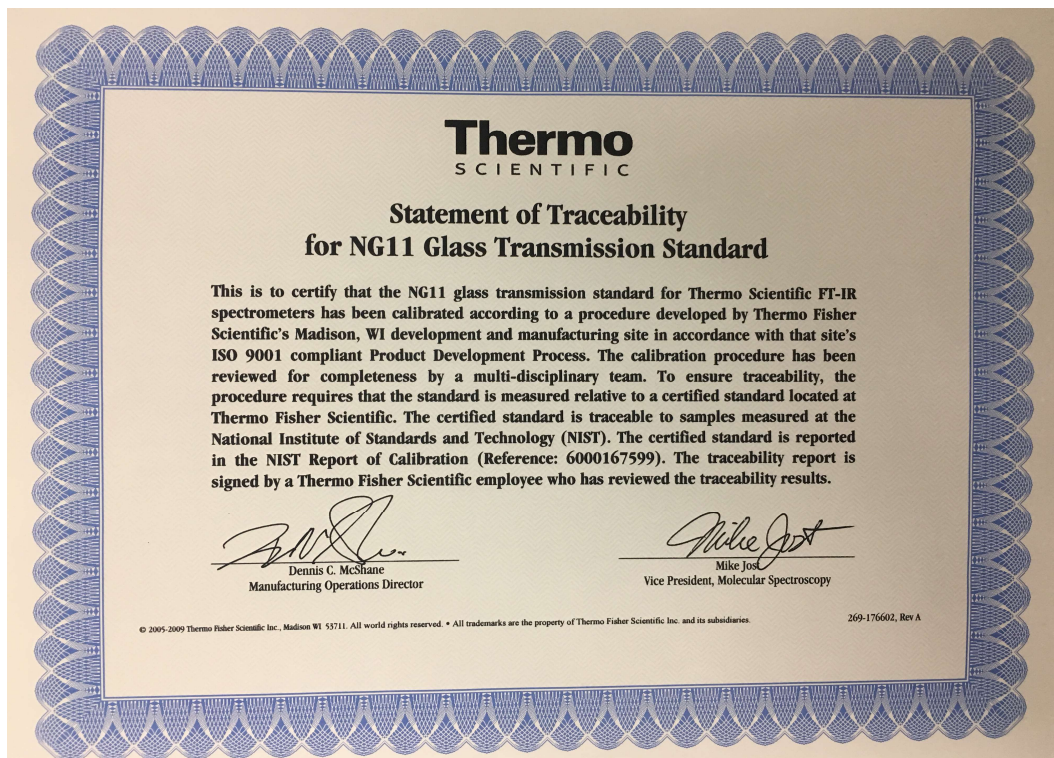 Thermo
SCIENTIFIC
Statement of Traceability
for NG11 Glass Transmission Standard
This is to certify that the NG11 glass transmission standard for Thermo Scientific FT-IR
spectrometers has been calibrated according to a procedure developed by Thermo Fisher
Scientific's Madison, WI development and manufacturing site in accordance with that site's
ISO 9001 compliant Product Development Process. The calibration procedure has been
reviewed for completeness by a multi-disciplinary team. To ensure traceability, the
procedure requires that the standard is measured relative to a certified standard located at
Thermo Fisher Scientific. The certified standard is traceable to samples measured at the
National Institute of Standards and Technology (NIST). The certified standard is reported
in the NIST Report of Calibration (Reference: 6000167599). The traceability report is
signed by a Thermo Fisher Scientific employee who has reviewed the traceability results.
Mike Jost
Dennis C. McShane
Manufacturing Operations Director
Mike Jost
Vice President, Molecular Spectroscopy
© 2005-2009 Thermo Fisher Scientific Inc., Madison WI 53711. All world rights reserved. • All trademarks are the property of Thermo Fisher Scientific Inc. and its subsidiaries.
269-176602, Rev A